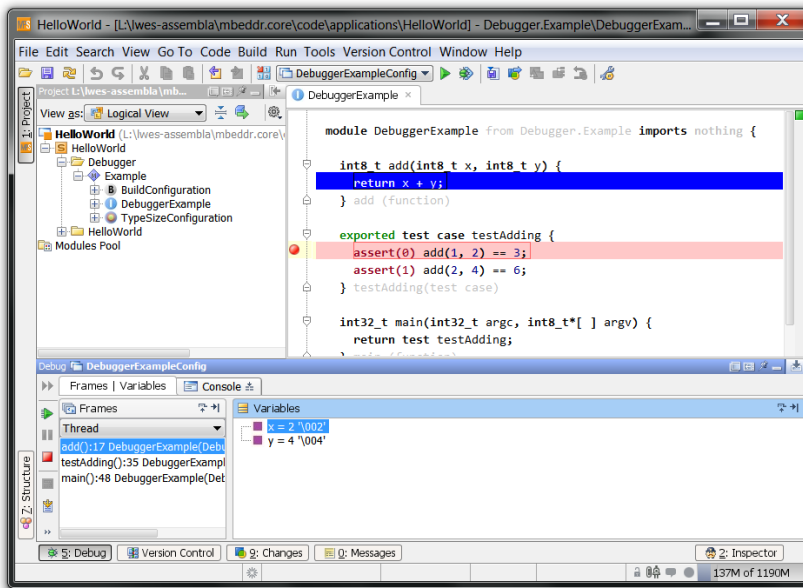 HelloWorld - [L:\lwes-assembla\mbeddr.core\code\applications\HelloWorld] - Debugger.Example\DebuggerExam...
File Edit Search View Go To Code Build Run Tools Version Control Window Help
DebuggerExampleConfig
Project L:\lwes-assembla\mb...
DebuggerExample
1: Project
View as: Logical View
HelloWorld (L:\lwes-assembla\mbeddr.core\
HelloWorld
Debugger
Example
BuildConfiguration
DebuggerExample
TypeSizeConfiguration
HelloWorld
Modules Pool
module DebuggerExample from Debugger.Example imports nothing {
int8_t add(int8_t x, int8_t y) {
return x + y;
} add (function)
exported test case testAdding {
assert(0) add(1, 2) == 3;
assert(1) add(2, 4) == 6;
} testAdding(test case)
int32_t main(int32_t argc, int8_t*[ ] argv) {
return test testAdding;
} main (function)
Debug DebuggerExampleConfig
Frames | Variables
Console
Frames
Thread
add():17 DebuggerExample(Debu
testAdding():35 DebuggerExampl
main():48 DebuggerExample(Deb
Variables
x = 2 '\002'
y = 4 '\004'
Z: Structure
5: Debug
Version Control
9: Changes
0: Messages
2: Inspector
137M of 1190M